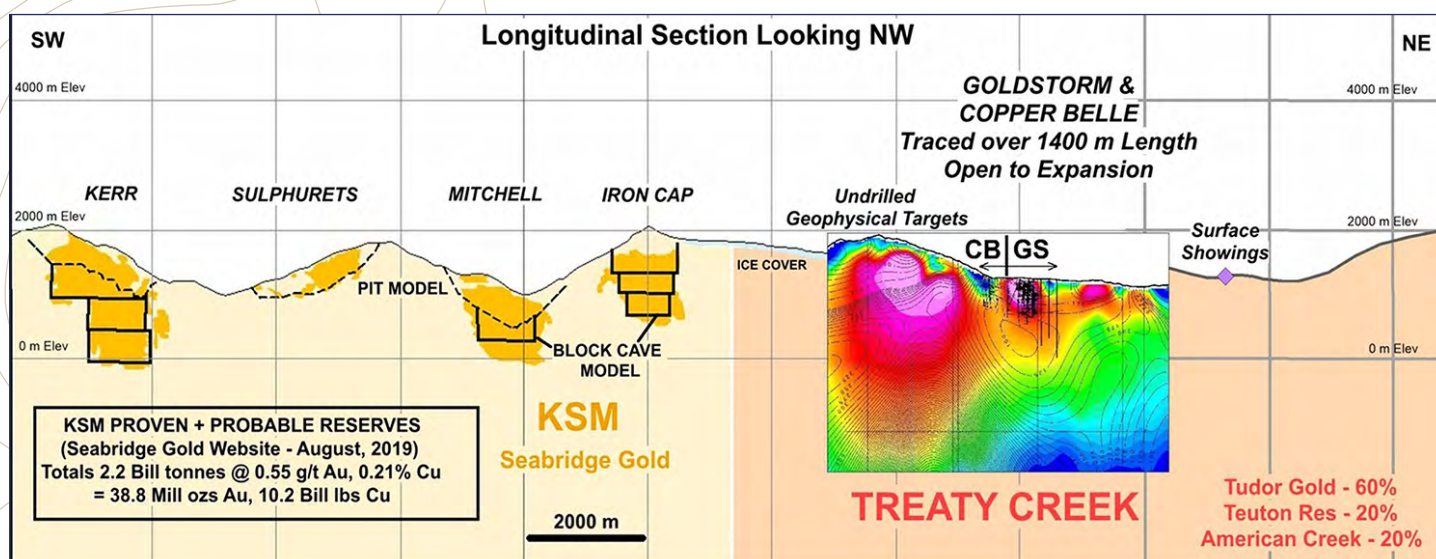 SW
Longitudinal Section Looking NW
NE
4000 m Elev
4000 m Elev
GOLDSTORM &
COPPER BELLE
Traced over 1400 m Length
Open to Expansion
KERR
SULPHURETS
MITCHELL
IRON CAP
Undrilled
Geophysical Targets
2000 m Elev
2000 m Elev
Surface
Showings
CB GS
ICE COVER
PIT MODEL
0 m Elev
0 m Elev
BLOCK CAVE
MODEL
KSM PROVEN + PROBABLE RESERVES
(Seabridge Gold Website - August, 2019)
Totals 2.2 Bill tonnes @ 0.55 g/t Au, 0.21% Cu
= 38.8 Mill ozs Au, 10.2 Bill lbs Cu
KSM
Seabridge Gold
2000 m
TREATY CREEK
Tudor Gold - 60%
Teuton Res - 20%
American Creek - 20%